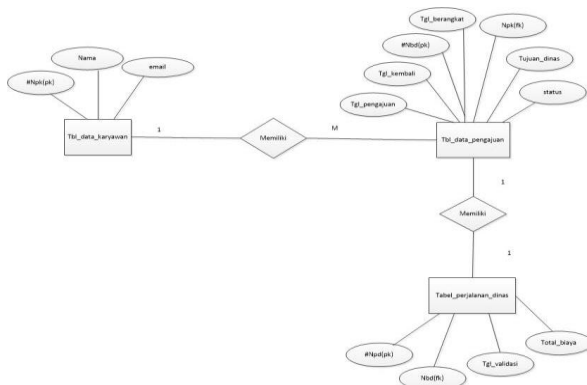 Tgl_berangkat
Npk(fk)
#Nbd(pk)
Nama
Tujuan_dinas
email
Tgl_kembali
#Npk(pk)
status
Tgl_pengajuan
Tbl_data_karyawan
1
Memiliki
M
Tbl_data_pengajuan
1
Memiliki
1
Tabel_perjalanan_dinas
Total_biaya
#Npd(pk)
Tgl_validasi
Nbd(fk)